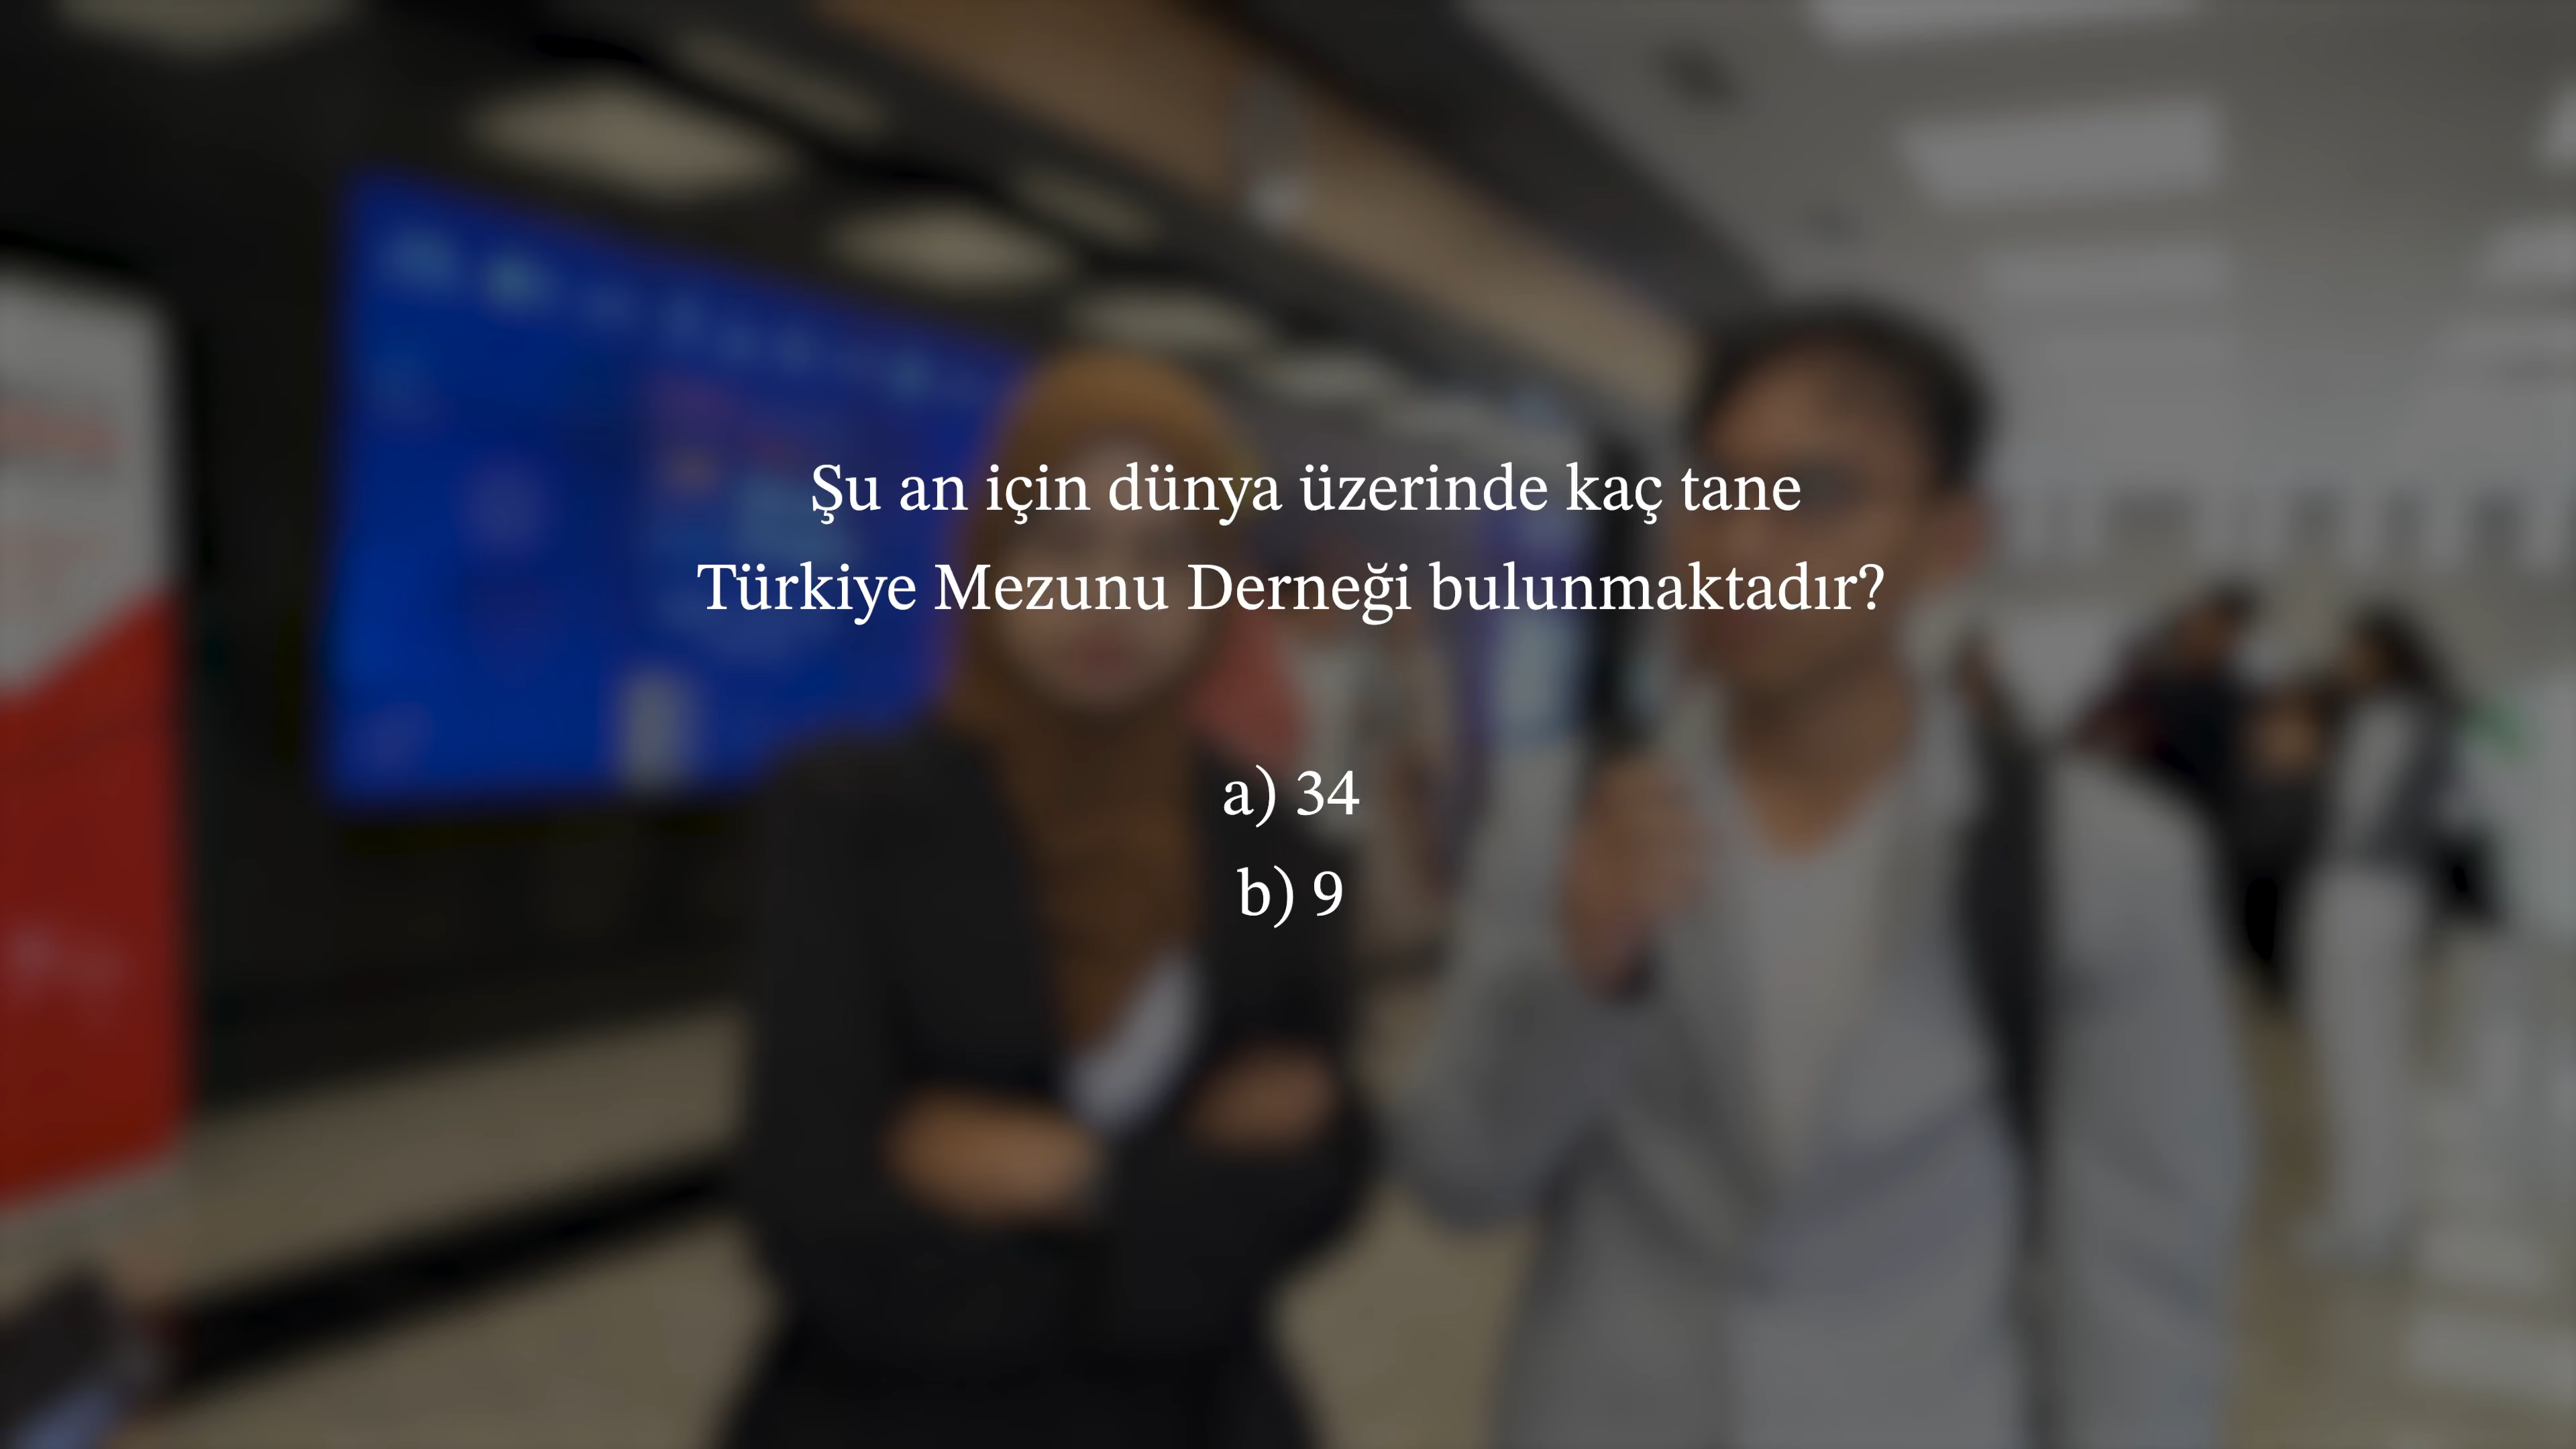 Şu an için dünya üzerinde kaç tane
Türkiye Mezunu Derneği bulunmaktadır?
a) 34
b) 9